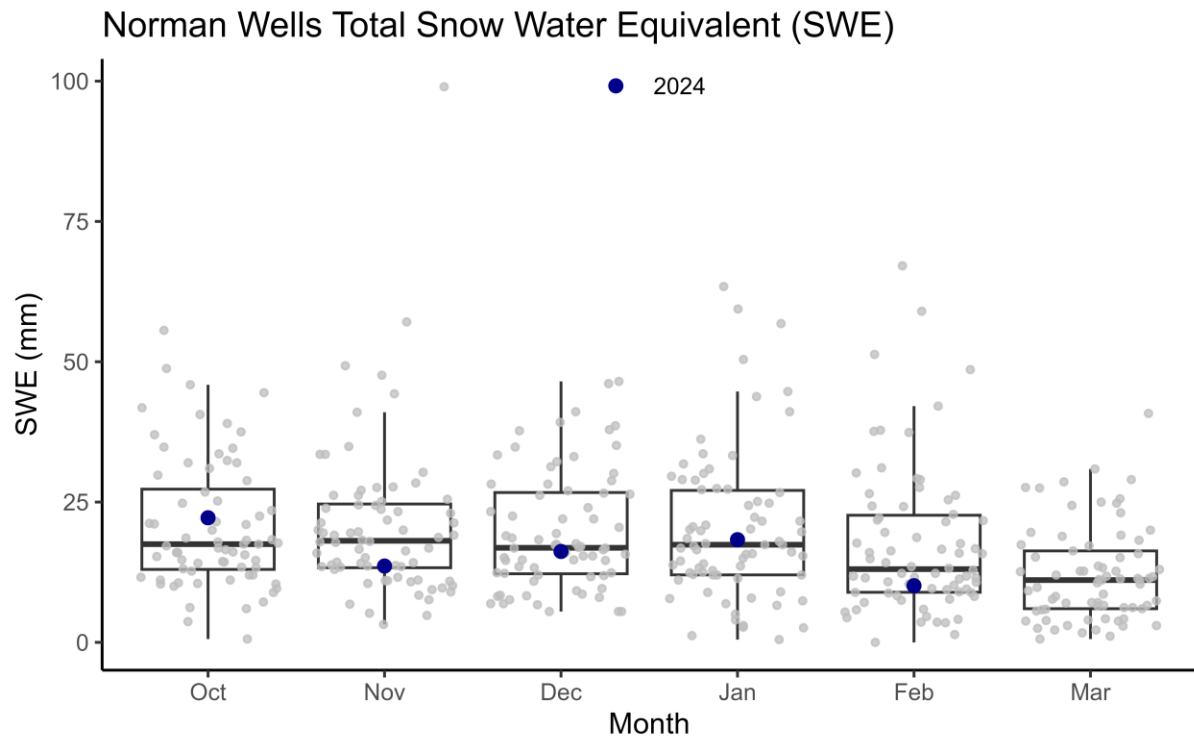 Norman Wells Total Snow Water Equivalent (SWE)
2024
100
75
50
25
0
SWE (mm)
Oct Nov Dec Jan Feb Mar
Month